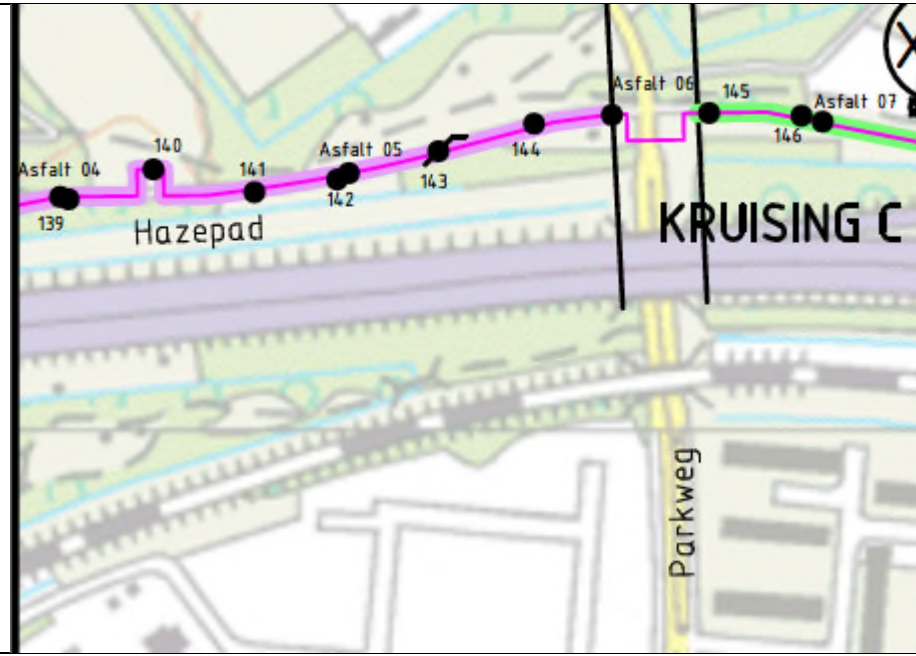 Asfalt 06
145
Asfalt 07
146
X
140
141
Asfalt 05
144
143
142
Asfalt 04
139
Hazepad
KRUISING C
Parkweg